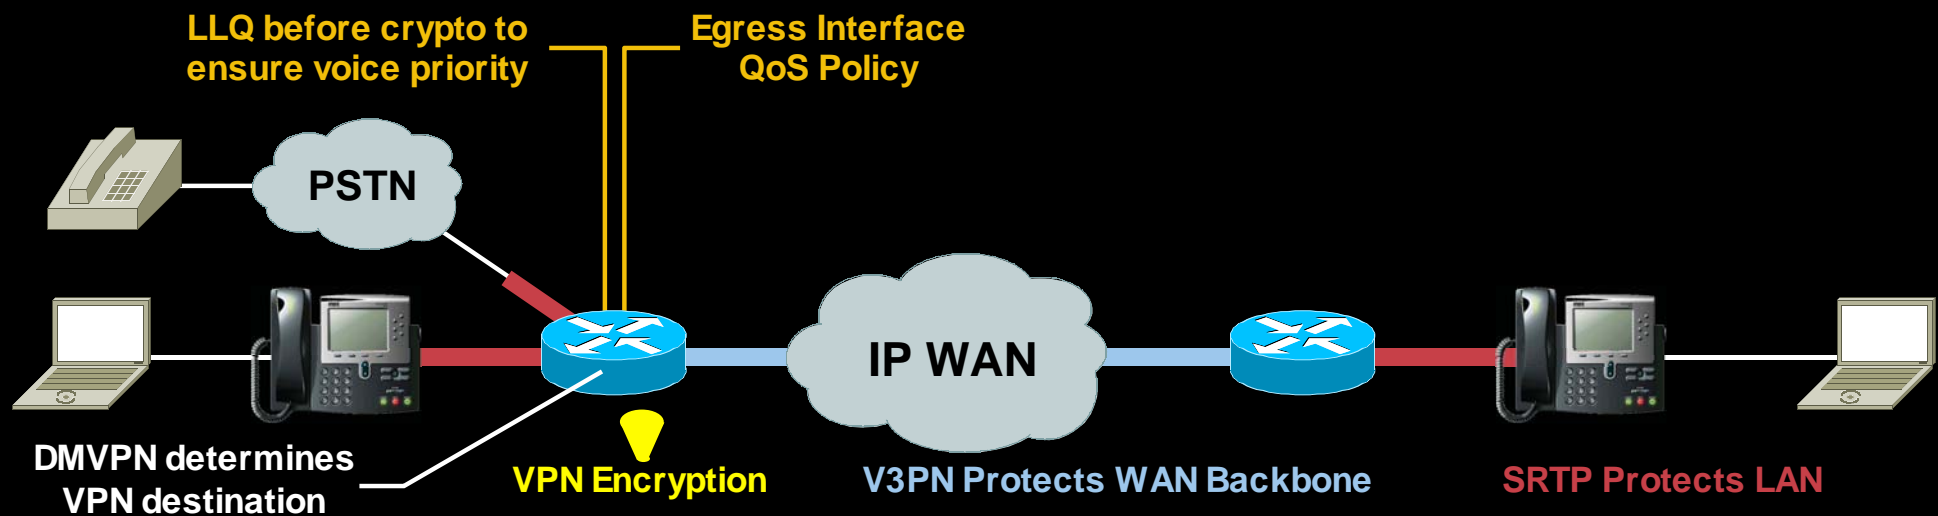 LLQ before crypto to
ensure voice priority
Egress Interface
QoS Policy
PSTN
IP WAN
DMVPN determines
VPN destination
VPN Encryption
V3PN Protects WAN Backbone
SRTP Protects LAN